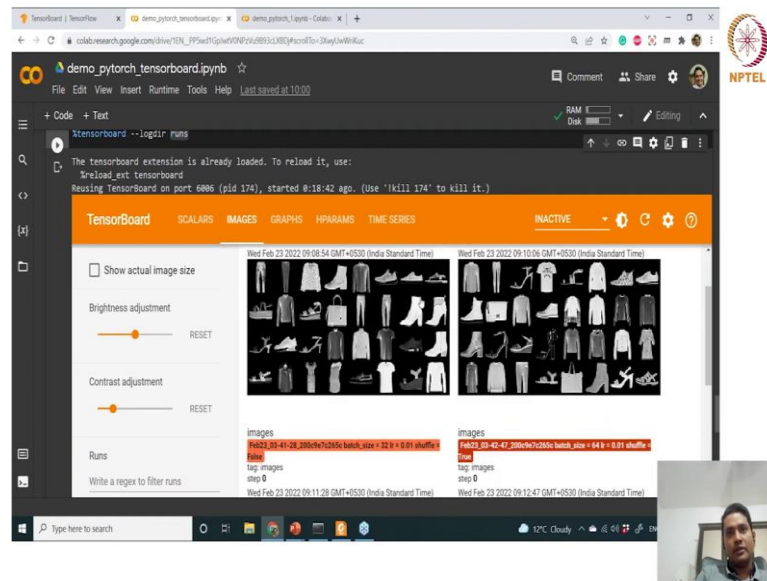 TensorBoard | TensorFlow
demo_pytorch_tensorboard.ipynb
demo_pytorch_1.ipynb - Colab
NPTEL
demo_pytorch_tensorboard.ipynb
Comment
Share
File Edit View Insert Runtime Tools Help Last saved at 10:00
+ Code + Text
RAM
Disk
Editing
%tensorboard --logdir runs
The tensorboard extension is already loaded. To reload it, use:
%reload_ext tensorboard
Reusing TensorBoard on port 6006 (pid 174), started 0:18:42 ago. (Use '!kill 174' to kill it.)
TensorBoard SCALARS IMAGES GRAPHS HPARAMS TIME SERIES INACTIVE
Wed Feb 23 2022 09:08:54 GMT+0530 (India Standard Time)
Wed Feb 23 2022 09:10:06 GMT+0530 (India Standard Time)
Show actual image size
Brightness adjustment
RESET
Contrast adjustment
RESET
Runs
Write a regex to filter runs
images
Feb23_03-41-28_200c9e7c265c batch_size = 32 lr = 0.01 shuffle =
False
tag: images
step 0
Wed Feb 23 2022 09:11:28 GMT+0530 (India Standard Time)
images
Feb23_03-42-47_200c9e7c265c batch_size = 64 lr = 0.01 shuffle =
True
tag: images
step 0
Wed Feb 23 2022 09:12:47 GMT+0530 (India Standard Time)
Type here to search
12°C Cloudy